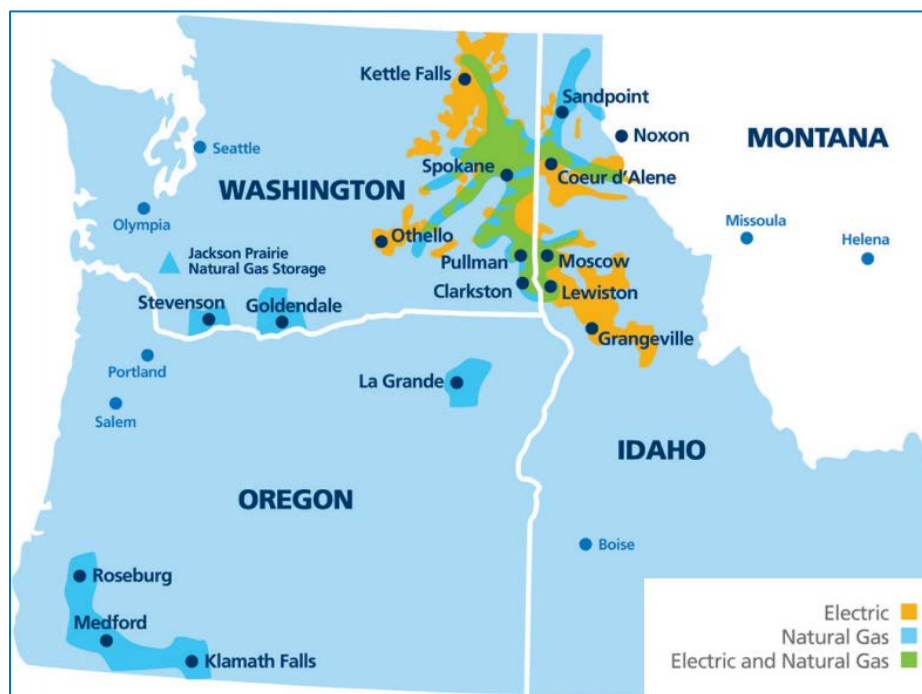 Kettle Falls
Sandpoint
Noxon
MONTANA
Seattle
Spokane
Coeur d'Alene
WASHINGTON
Olympia
Missoula
Othello
Helena
Jackson Prairie
Natural Gas Storage
Pullman
Moscow
Clarkston
Lewiston
Stevenson
Goldendale
Grangeville
Portland
La Grande
Salem
IDAHO
OREGON
Boise
Roseburg
Medford
Klamath Falls
Electric
Natural Gas
Electric and Natural Gas